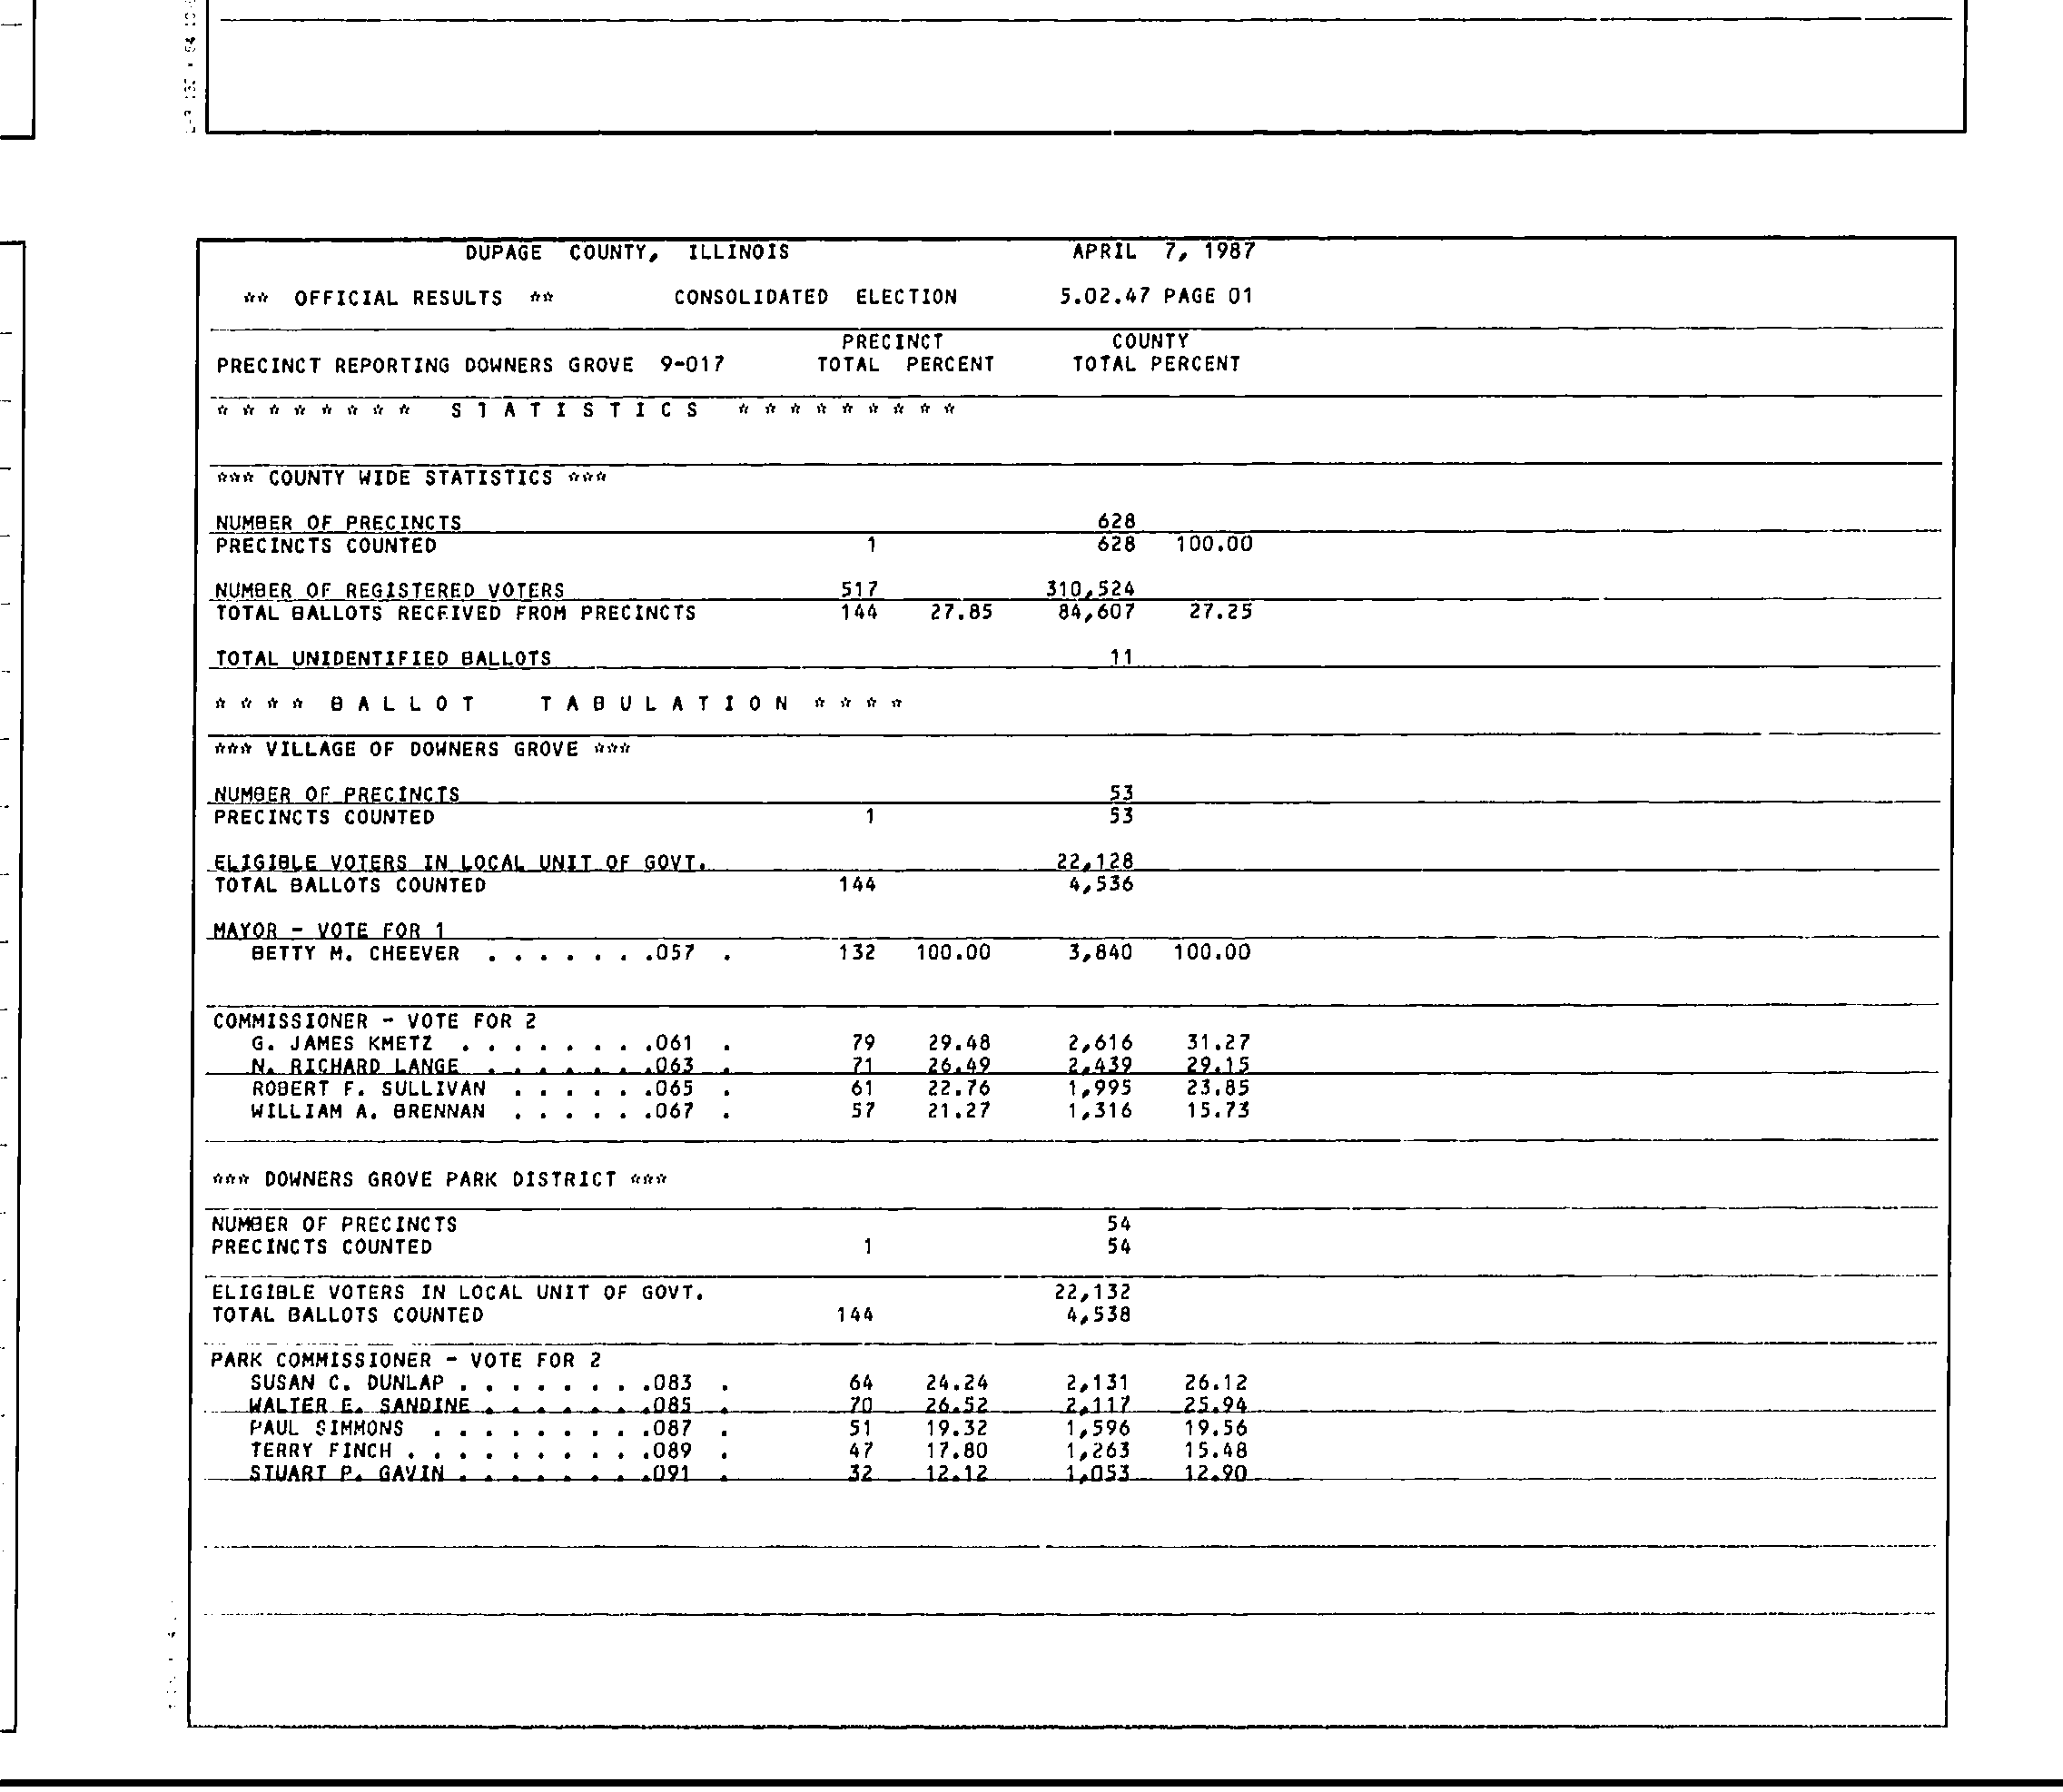 DUPAGE COUNTY, ILLINOIS APRIL 7, 1987
** OFFICIAL RESULTS ** CONSOLIDATED ELECTION 5.02.47 PAGE 01
PRECINCT COUNTY
PRECINCT REPORTING DOWNERS GROVE 9-017 TOTAL PERCENT TOTAL PERCENT
* * * * * * * * S T A T I S T I C S * * * * * * * * *
*** COUNTY WIDE STATISTICS ***
NUMBER OF PRECINCTS 628
PRECINCTS COUNTED 1 628 100.00
NUMBER OF REGISTERED VOTERS 517 310,524
TOTAL BALLOTS RECEIVED FROM PRECINCTS 144 27.85 84,607 27.25
TOTAL UNIDENTIFIED BALLOTS 11
* * * * B A L L O T T A B U L A T I O N * * * *
*** VILLAGE OF DOWNERS GROVE ***
NUMBER OF PRECINCTS 53
PRECINCTS COUNTED 1 53
ELIGIBLE VOTERS IN LOCAL UNIT OF GOVT. 22,128
TOTAL BALLOTS COUNTED 144 4,536
MAYOR - VOTE FOR 1
BETTY M. CHEEVER . . . . . . .057 . 132 100.00 3,840 100.00
COMMISSIONER - VOTE FOR 2
G. JAMES KMETZ . . . . . . . .061 . 79 29.48 2,616 31.27
N. RICHARD LANGE . . . . . . .063 . 71 26.49 2,439 29.15
ROBERT F. SULLIVAN . . . . . .065 . 61 22.76 1,995 23.85
WILLIAM A. BRENNAN . . . . . .067 . 57 21.27 1,316 15.73
*** DOWNERS GROVE PARK DISTRICT ***
NUMBER OF PRECINCTS 54
PRECINCTS COUNTED 1 54
ELIGIBLE VOTERS IN LOCAL UNIT OF GOVT. 22,132
TOTAL BALLOTS COUNTED 144 4,538
PARK COMMISSIONER - VOTE FOR 2
SUSAN C. DUNLAP . . . . . . . .083 . 64 24.24 2,131 26.12
WALTER E. SANDINE . . . . . . .085 . 70 26.52 2,117 25.94
PAUL SIMMONS . . . . . . . . .087 . 51 19.32 1,596 19.56
TERRY FINCH . . . . . . . . . .089 . 47 17.80 1,263 15.48
STUART P. GAVIN . . . . . . . .091 . 32 12.12 1,053 12.90